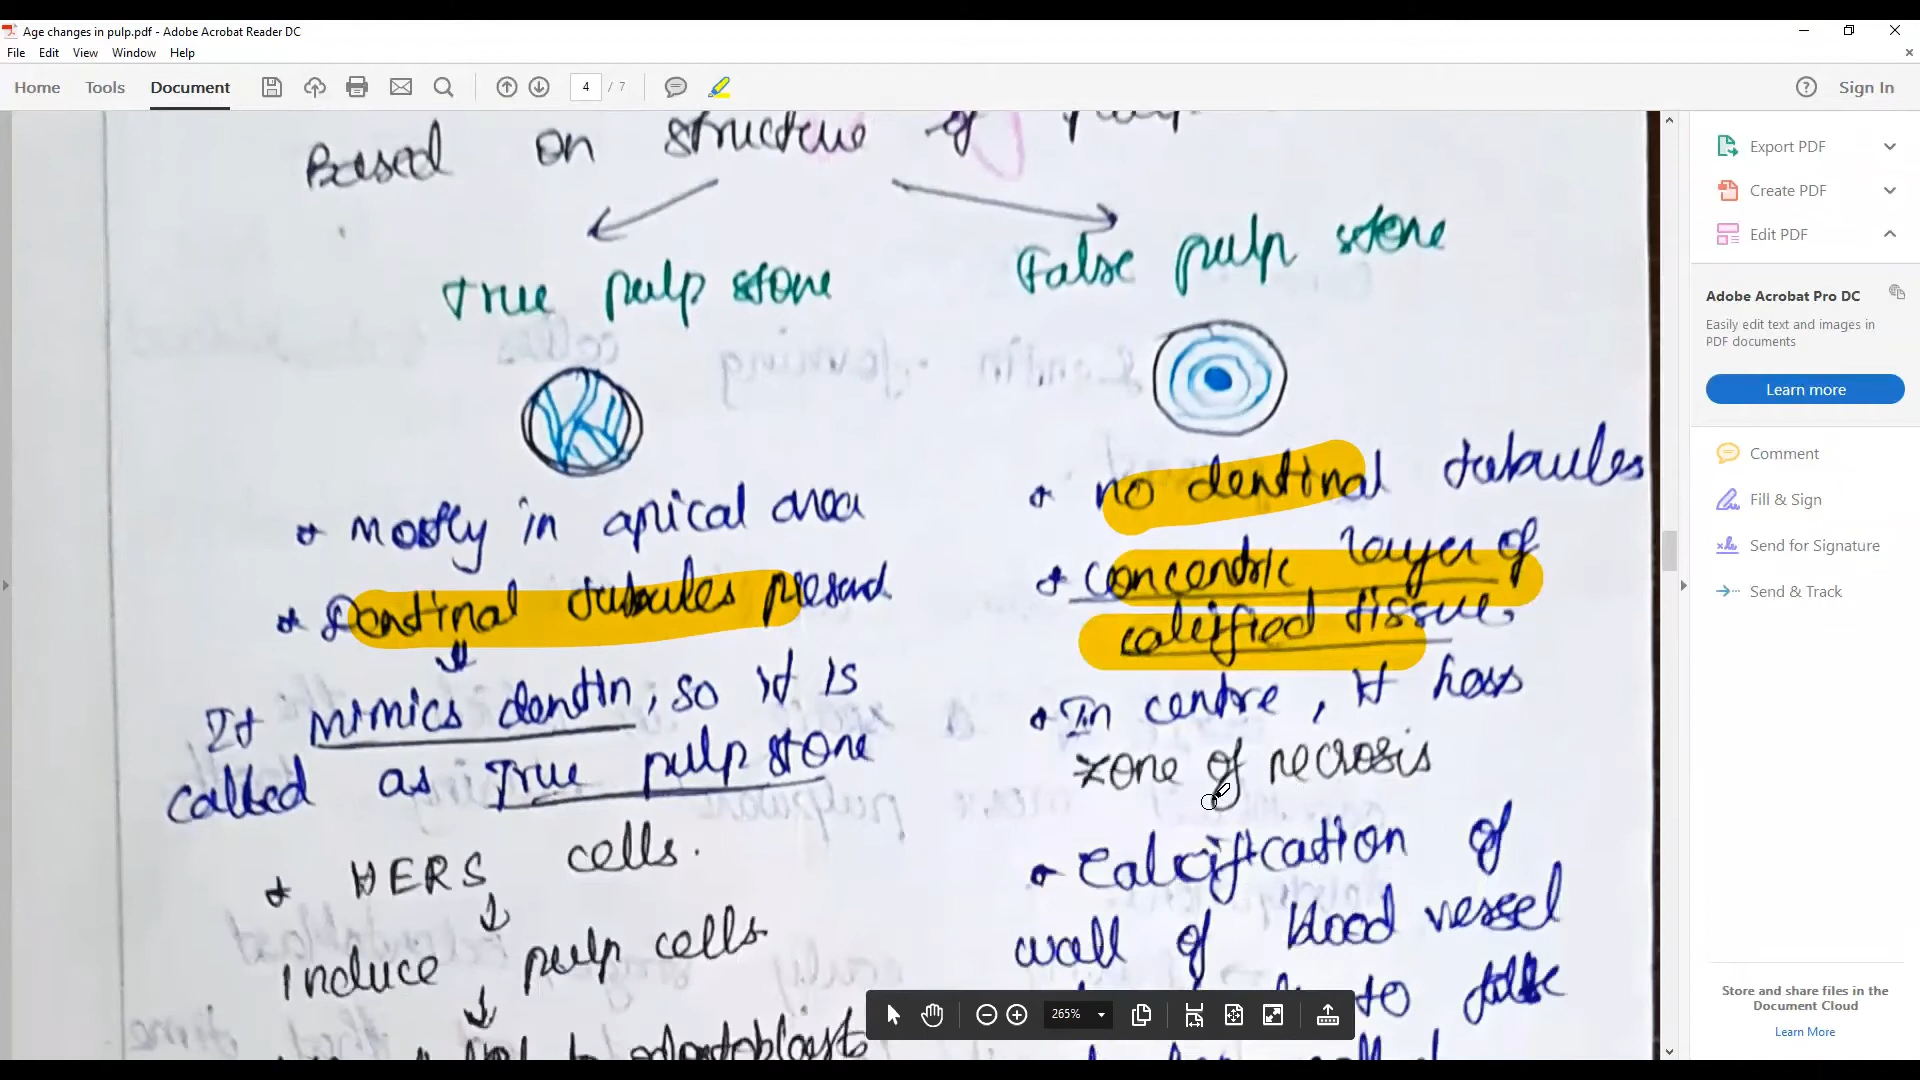 Age changes in pulp.pdf - Adobe Acrobat Reader DC
File Edit View Window Help
Home Tools Document 4 / 7 Sign In
Based on structure of
True pulp stone
False pulp stone
* mostly in apical area
* Dentinal tubules present
It mimics dentin, so it is
called as True pulp stone
* HERS cells.
induce pulp cells
odontoblasts
* no dentinal tubules
* concentric layer of
calcified tissue.
* In centre, it has
zone of necrosis
* Calcification of
wall of blood vessel
to false
called
265%
Export PDF
Create PDF
Edit PDF
Adobe Acrobat Pro DC
Easily edit text and images in
PDF documents
Learn more
Comment
Fill & Sign
Send for Signature
Send & Track
Store and share files in the
Document Cloud
Learn More